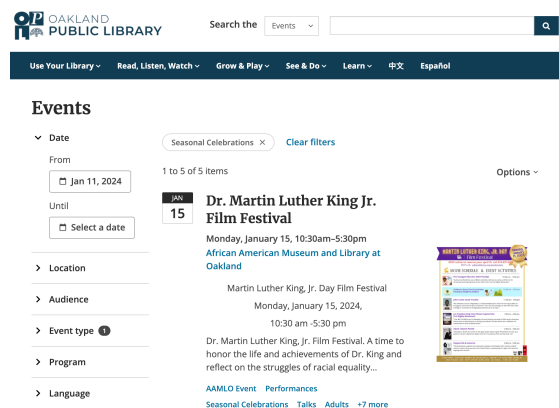 OAKLAND
PUBLIC LIBRARY
Search the
Events
Use Your Library
Read, Listen, Watch
Grow & Play
See & Do
Learn
中文
Español
Events
Date
From
Jan 11, 2024
Until
Select a date
Location
Audience
Event type 1
Program
Language
Seasonal Celebrations ×
Clear filters
1 to 5 of 5 items
Options
JAN
15
Dr. Martin Luther King Jr.
Film Festival
Monday, January 15, 10:30am–5:30pm
African American Museum and Library at
Oakland
Martin Luther King, Jr. Day Film Festival
Monday, January 15, 2024,
10:30 am -5:30 pm
Dr. Martin Luther King, Jr. Film Festival. A time to
honor the life and achievements of Dr. King and
reflect on the struggles of racial equality...
AAMLO Event Performances
Seasonal Celebrations Talks Adults +7 more
MARTIN LUTHER KING, JR. DAY
Film Festival